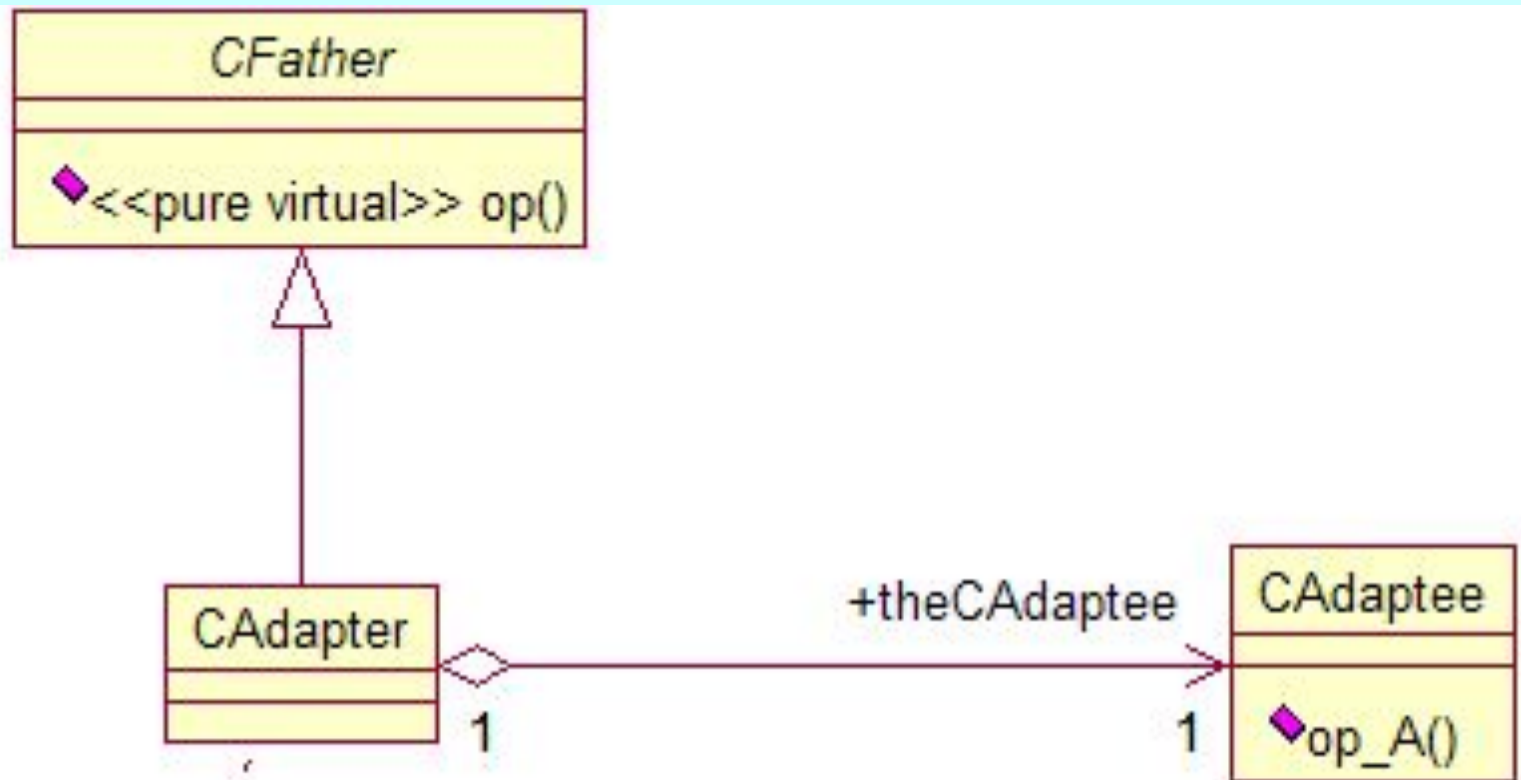 CFather
<<pure virtual>> op()
CAdapter
+theCAdaptee
CAdaptee
1
1
op_A()